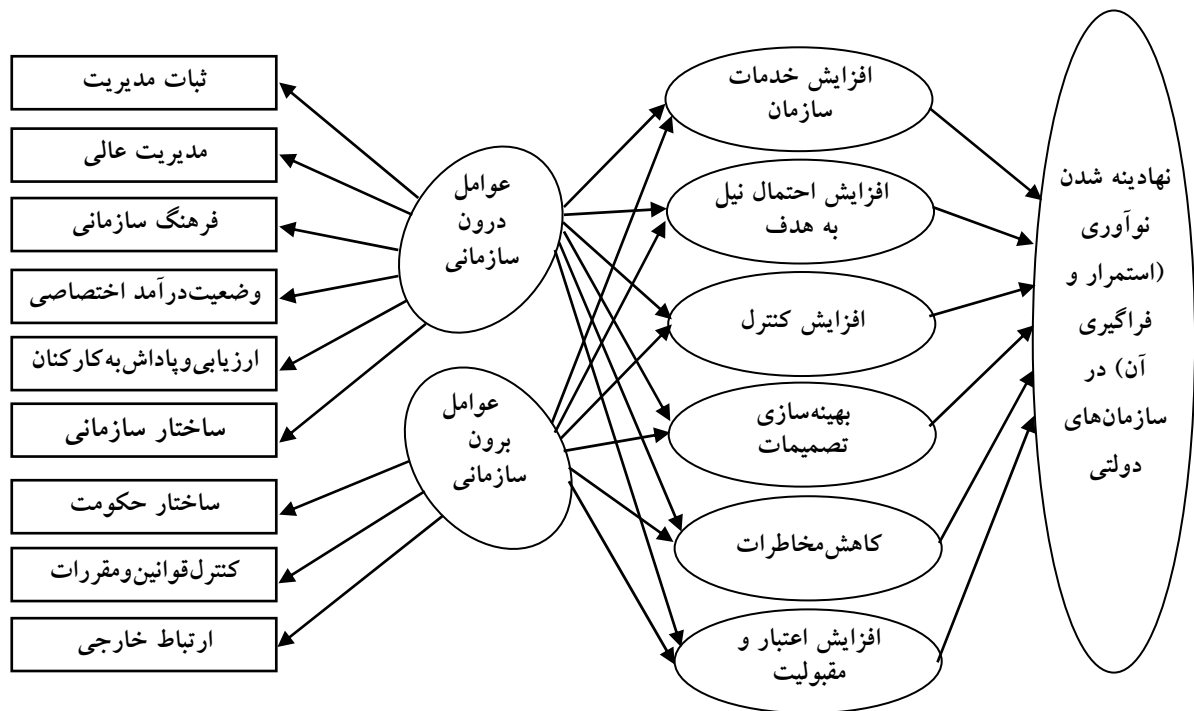 ثبات مدیریت
مدیریت عالی
فرهنگ سازمانی
وضعیت‌درآمد اختصاصی
ارزیابی‌وپاداش‌به‌کارکنان
ساختار سازمانی
ساختار حکومت
کنترل‌قوانین‌ومقررات
ارتباط خارجی
عوامل
درون
سازمانی
عوامل
برون
سازمانی
افزایش خدمات
سازمان
افزایش احتمال نیل
به هدف
افزایش کنترل
بهینه‌سازی
تصمیمات
کاهش‌مخاطرات
افزایش اعتبار و
مقبولیت
نهادینه شدن
نوآوری
(استمرار و
فراگیری
آن) در
سازمان‌های
دولتی